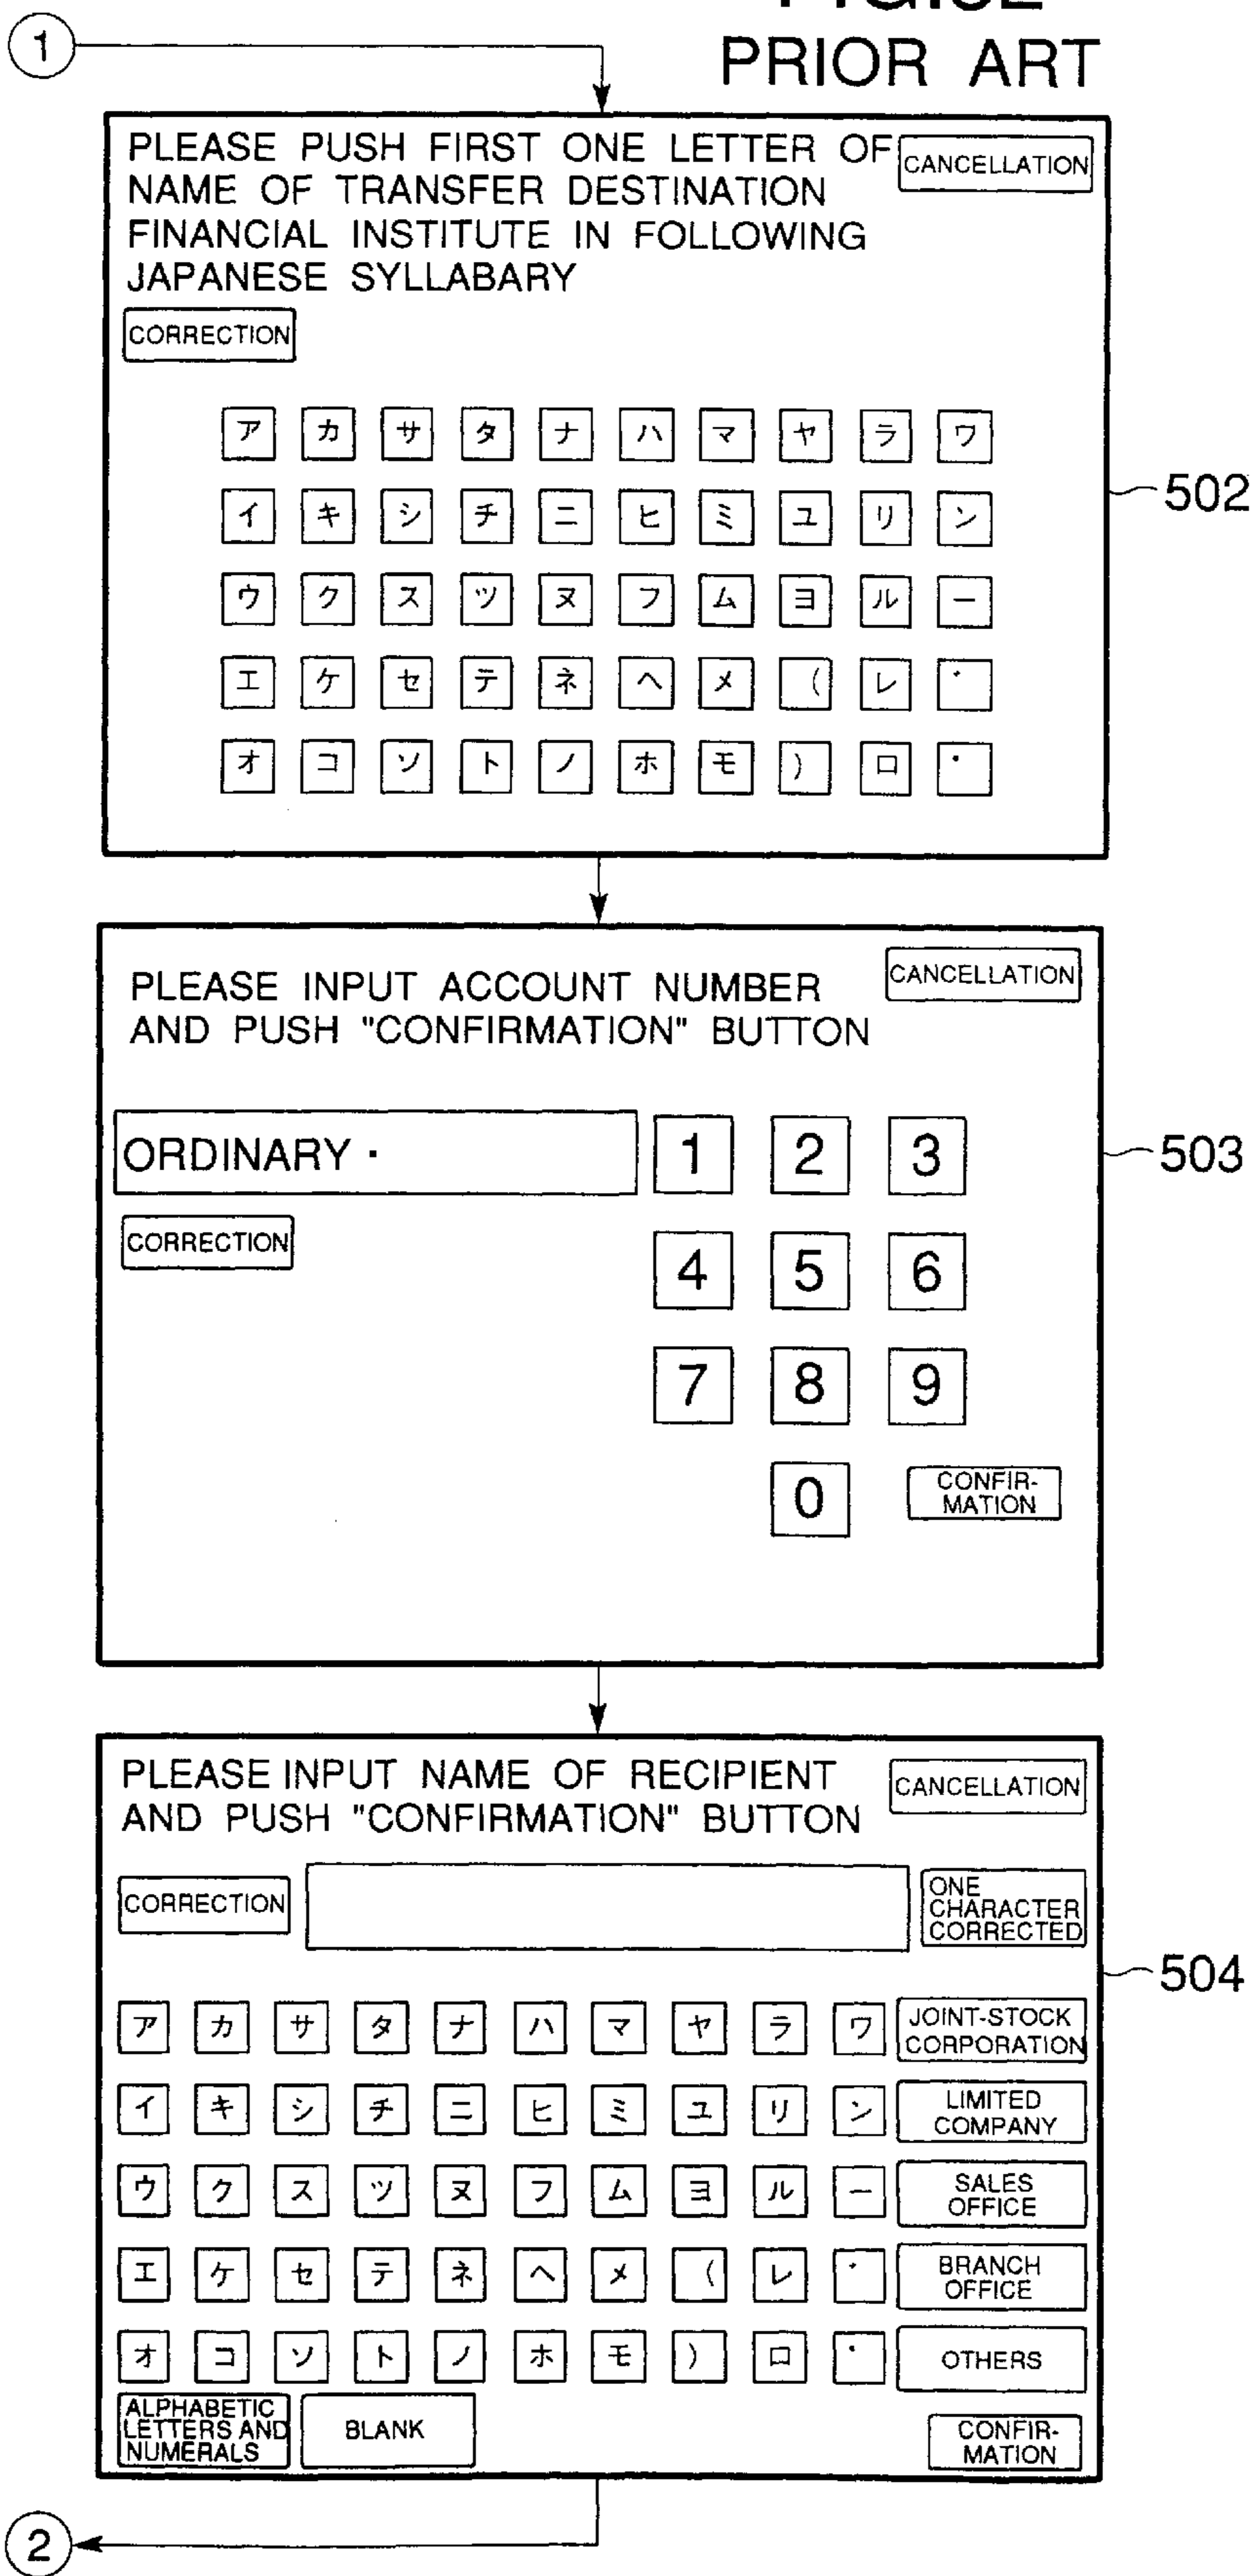 PRIOR ART
1
PLEASE PUSH FIRST ONE LETTER OF
NAME OF TRANSFER DESTINATION
FINANCIAL INSTITUTE IN FOLLOWING
JAPANESE SYLLABARY
CANCELLATION
CORRECTION
ア カ サ タ ナ ハ マ ヤ ラ ワ
イ キ シ チ ニ ヒ ミ ユ リ ン
ウ ク ス ツ ヌ フ ム ヨ ル ー
エ ケ セ テ ネ ヘ メ ( レ ゛
オ コ ソ ト ノ ホ モ ) ロ ゜
502
PLEASE INPUT ACCOUNT NUMBER
AND PUSH "CONFIRMATION" BUTTON
CANCELLATION
ORDINARY ·
CORRECTION
1 2 3
4 5 6
7 8 9
0
CONFIR-
MATION
503
PLEASE INPUT NAME OF RECIPIENT
AND PUSH "CONFIRMATION" BUTTON
CANCELLATION
CORRECTION
ONE
CHARACTER
CORRECTED
504
ア カ サ タ ナ ハ マ ヤ ラ ワ
JOINT-STOCK
CORPORATION
イ キ シ チ ニ ヒ ミ ユ リ ン
LIMITED
COMPANY
ウ ク ス ツ ヌ フ ム ヨ ル ー
SALES
OFFICE
エ ケ セ テ ネ ヘ メ ( レ ゛
BRANCH
OFFICE
オ コ ソ ト ノ ホ モ ) ロ ゜
OTHERS
ALPHABETIC
LETTERS AND
NUMERALS
BLANK
CONFIR-
MATION
2